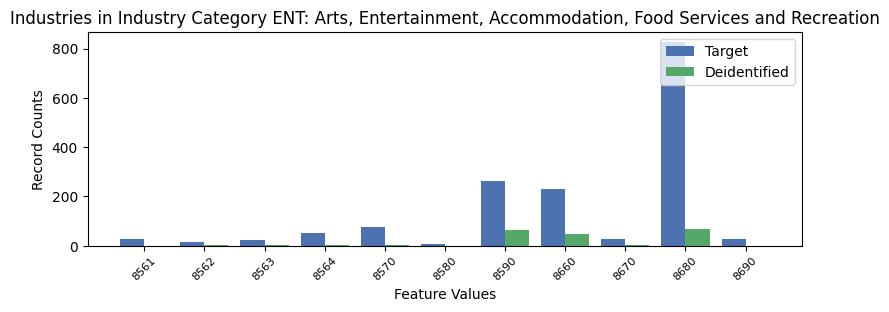 Industries in Industry Category ENT: Arts, Entertainment, Accommodation, Food Services and Recreation
800
600
400
200
0
Record Counts
Target
Deidentified
8561 8562 8563 8564 8570 8580 8590 8660 8670 8680 8690
Feature Values